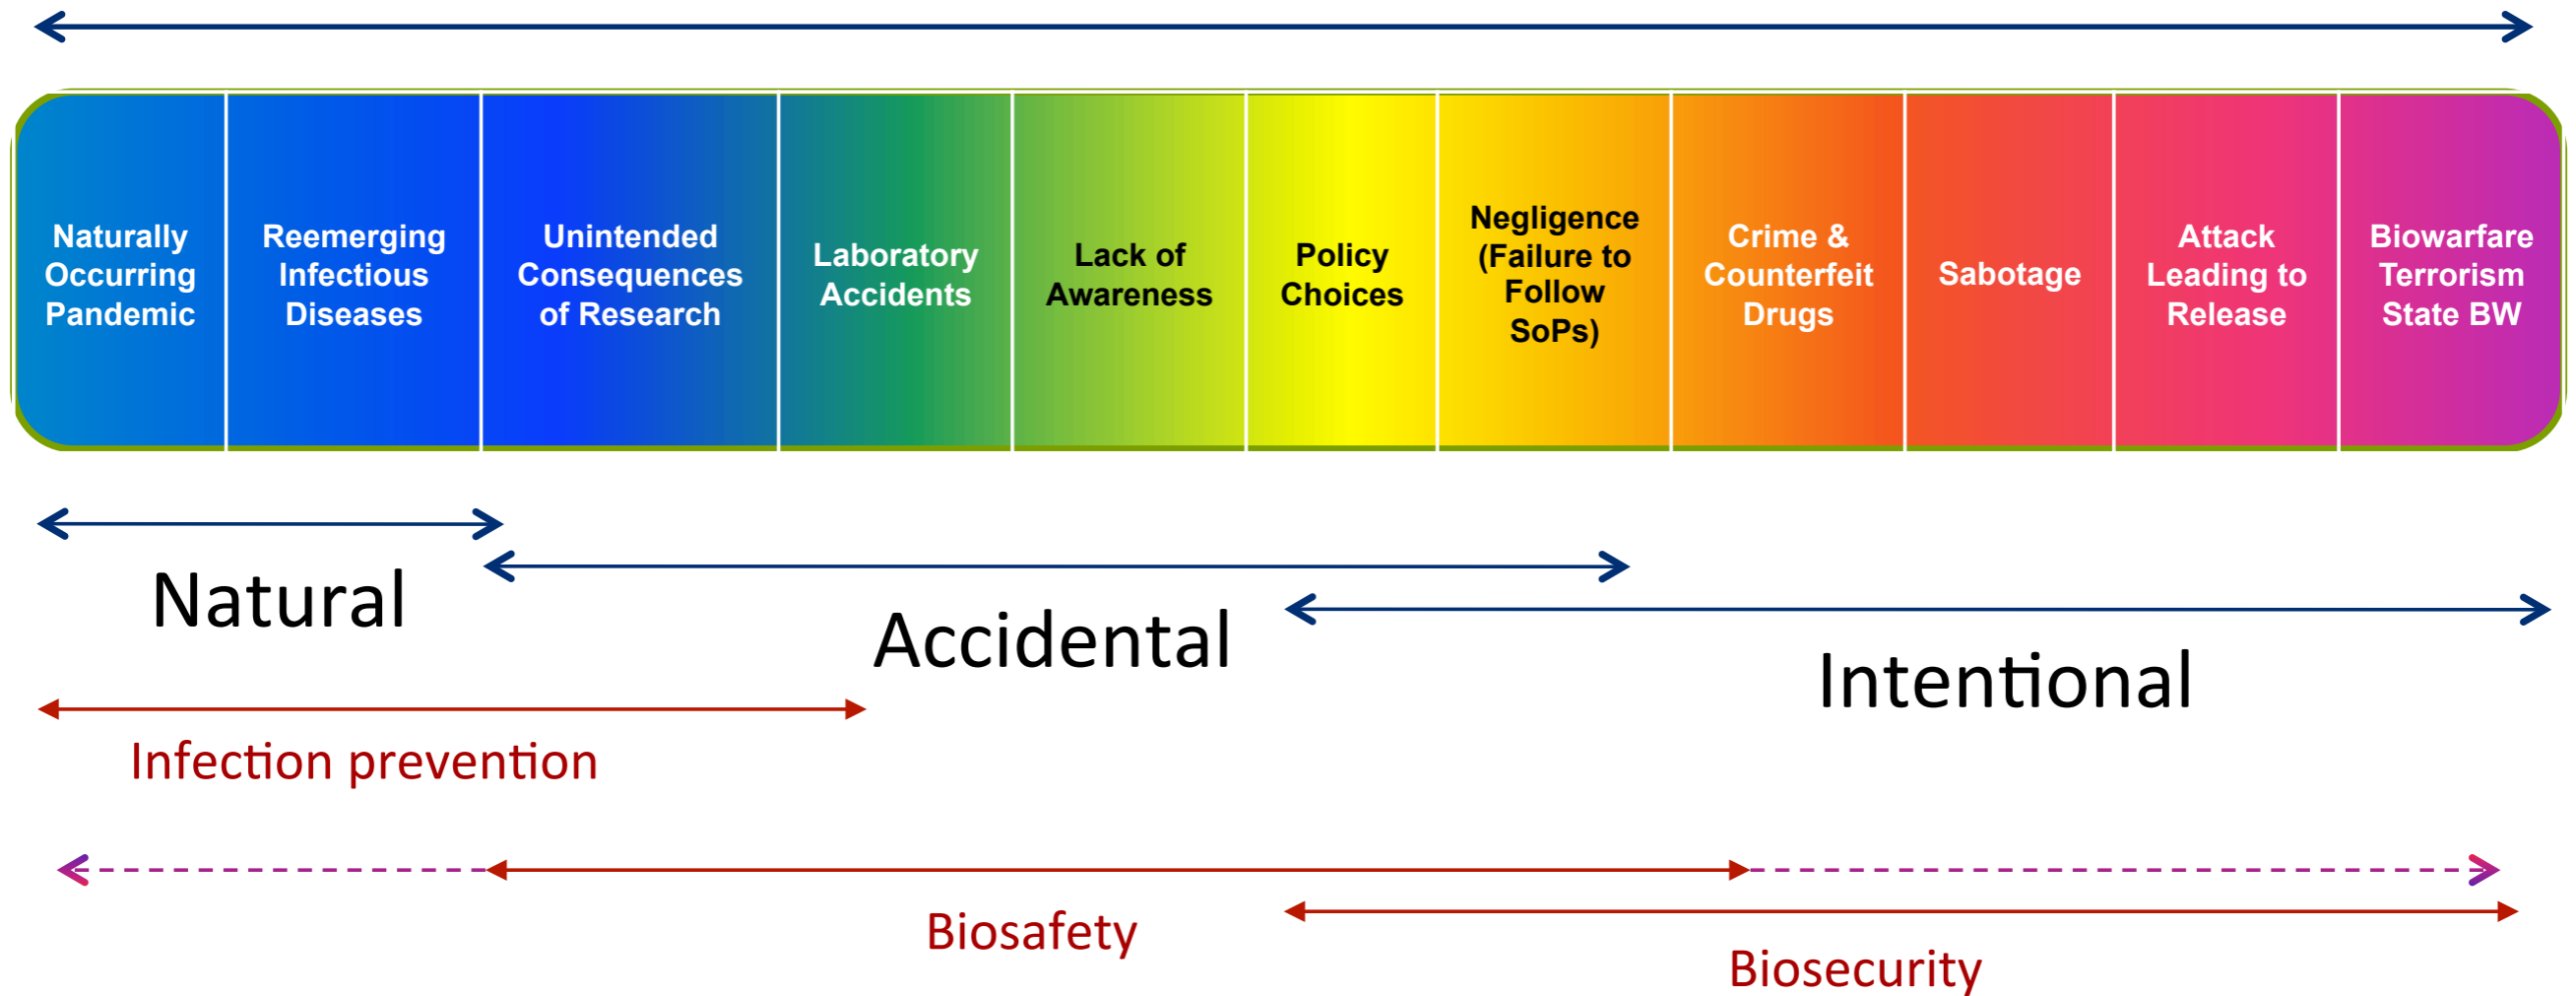 Naturally
Occurring
Pandemic
Reemerging
Infectious
Diseases
Unintended
Consequences
of Research
Laboratory
Accidents
Lack of
Awareness
Policy
Choices
Negligence
(Failure to
Follow
SoPs)
Crime &
Counterfeit
Drugs
Sabotage
Attack
Leading to
Release
Biowarfare
Terrorism
State BW
Natural
Accidental
Intentional
Infection prevention
Biosafety
Biosecurity